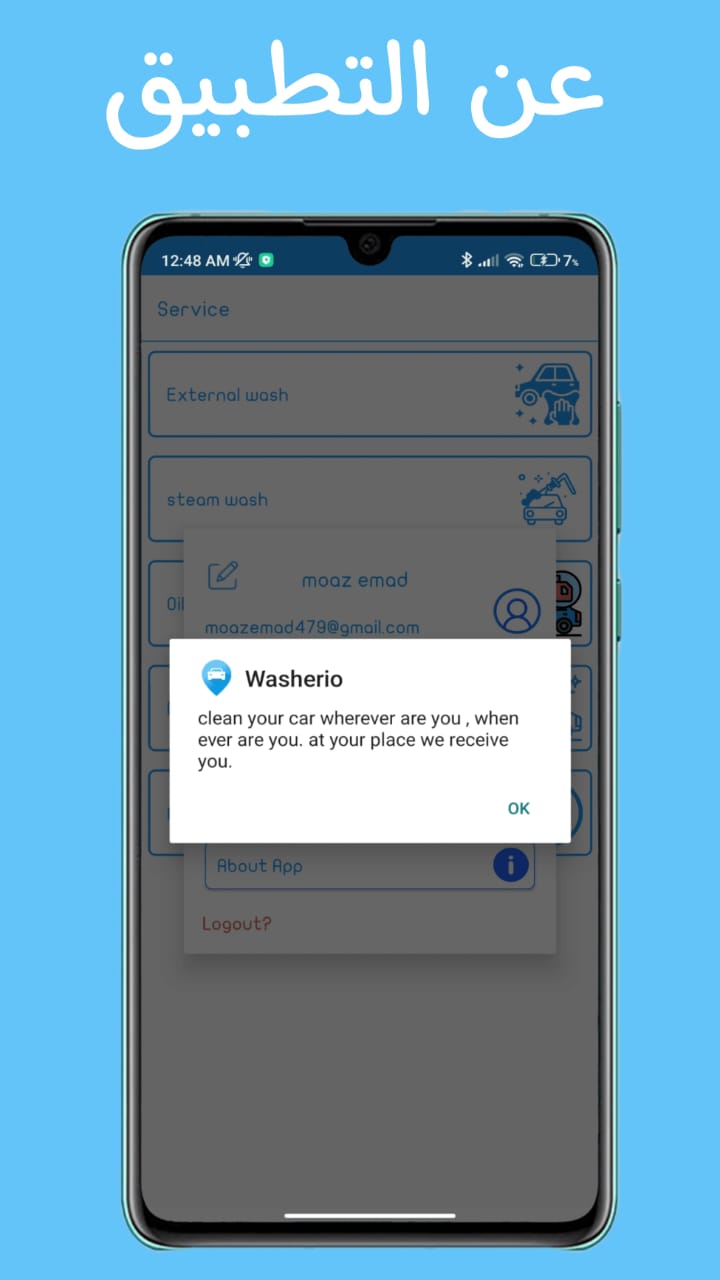 عن التطبيق
12:48 AM
7%
Service
External wash
steam wash
Oil
moaz emad
moazemad479@gmail.com
Washerio
clean your car wherever are you , when
ever are you. at your place we receive
you.
OK
About App
Logout?